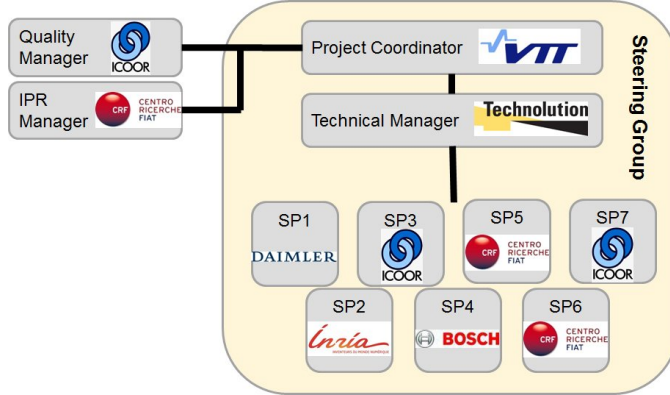 Quality
Manager
ICOOR
IPR
Manager
CRF
CENTRO
RICERCHE
FIAT
Project Coordinator
VTT
Technical Manager
Technolution
Steering Group
SP1
DAIMLER
SP3
ICOOR
SP5
CRF
CENTRO
RICERCHE
FIAT
SP7
ICOOR
SP2
Inria
SP4
BOSCH
SP6
CRF
CENTRO
RICERCHE
FIAT